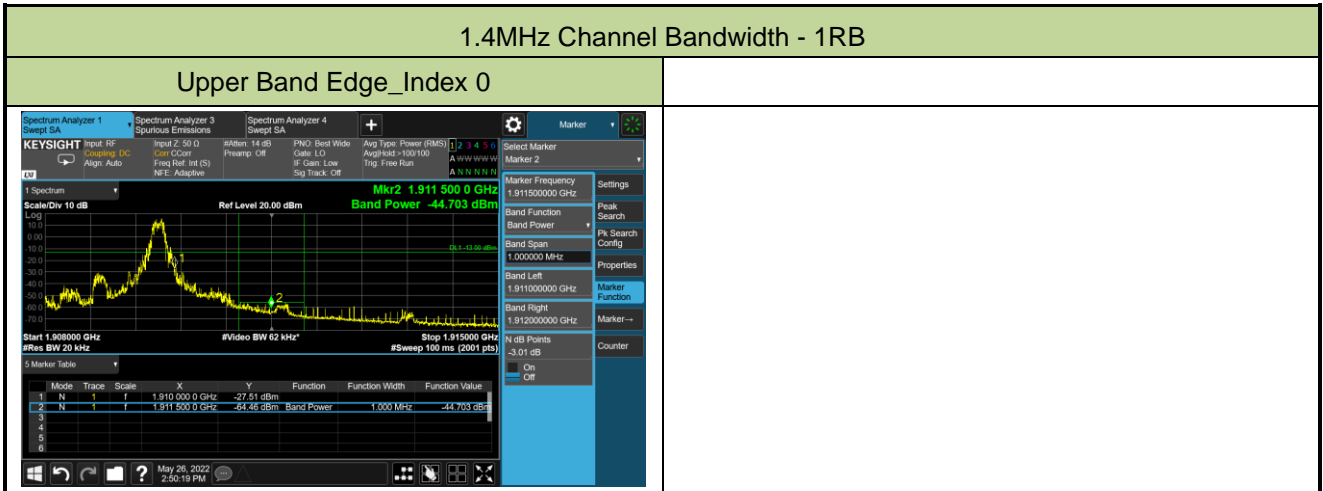 1.4MHz Channel Bandwidth - 1RB
Upper Band Edge_Index 0
Spectrum Analyzer 1
Swept SA
Spectrum Analyzer 3
Spurious Emissions
Spectrum Analyzer 4
Swept SA
+
Marker
KEYSIGHT
Input: RF
Coupling: DC
Align: Auto
Input Z: 50 Ω
Corr CCorr
Freq Ref: Int (S)
NFE: Adaptive
#Atten: 14 dB
Preamp: Off
PNO: Best Wide
Gate: LO
IF Gain: Low
Sig Track: Off
Avg Type: Power (RMS)
Avg|Hold:>100/100
Trig: Free Run
1 2 3 4 5 6
A W W W W W
A N N N N N
LXI
Select Marker
Marker 2
1 Spectrum
Scale/Div 10 dB
Ref Level 20.00 dBm
Mkr2 1.911 500 0 GHz
Band Power -44.703 dBm
Log
10.0
0.00
-10.0
-20.0
-30.0
-40.0
-50.0
-60.0
-70.0
DL1 -13.00 dBm
1
2
Start 1.908000 GHz
#Res BW 20 kHz
#Video BW 62 kHz*
Stop 1.915000 GHz
#Sweep 100 ms (2001 pts)
Marker Frequency
1.911500000 GHz
Band Function
Band Power
Band Span
1.000000 MHz
Band Left
1.911000000 GHz
Band Right
1.912000000 GHz
N dB Points
-3.01 dB
On
Off
Settings
Peak
Search
Pk Search
Config
Properties
Marker
Function
Marker→
Counter
5 Marker Table
Mode Trace Scale X Y Function Function Width Function Value
1 N 1 f 1.910 000 0 GHz -27.51 dBm
2 N 1 f 1.911 500 0 GHz -64.46 dBm Band Power 1.000 MHz -44.703 dBm
3
4
5
6
?
May 26, 2022
2:50:19 PM